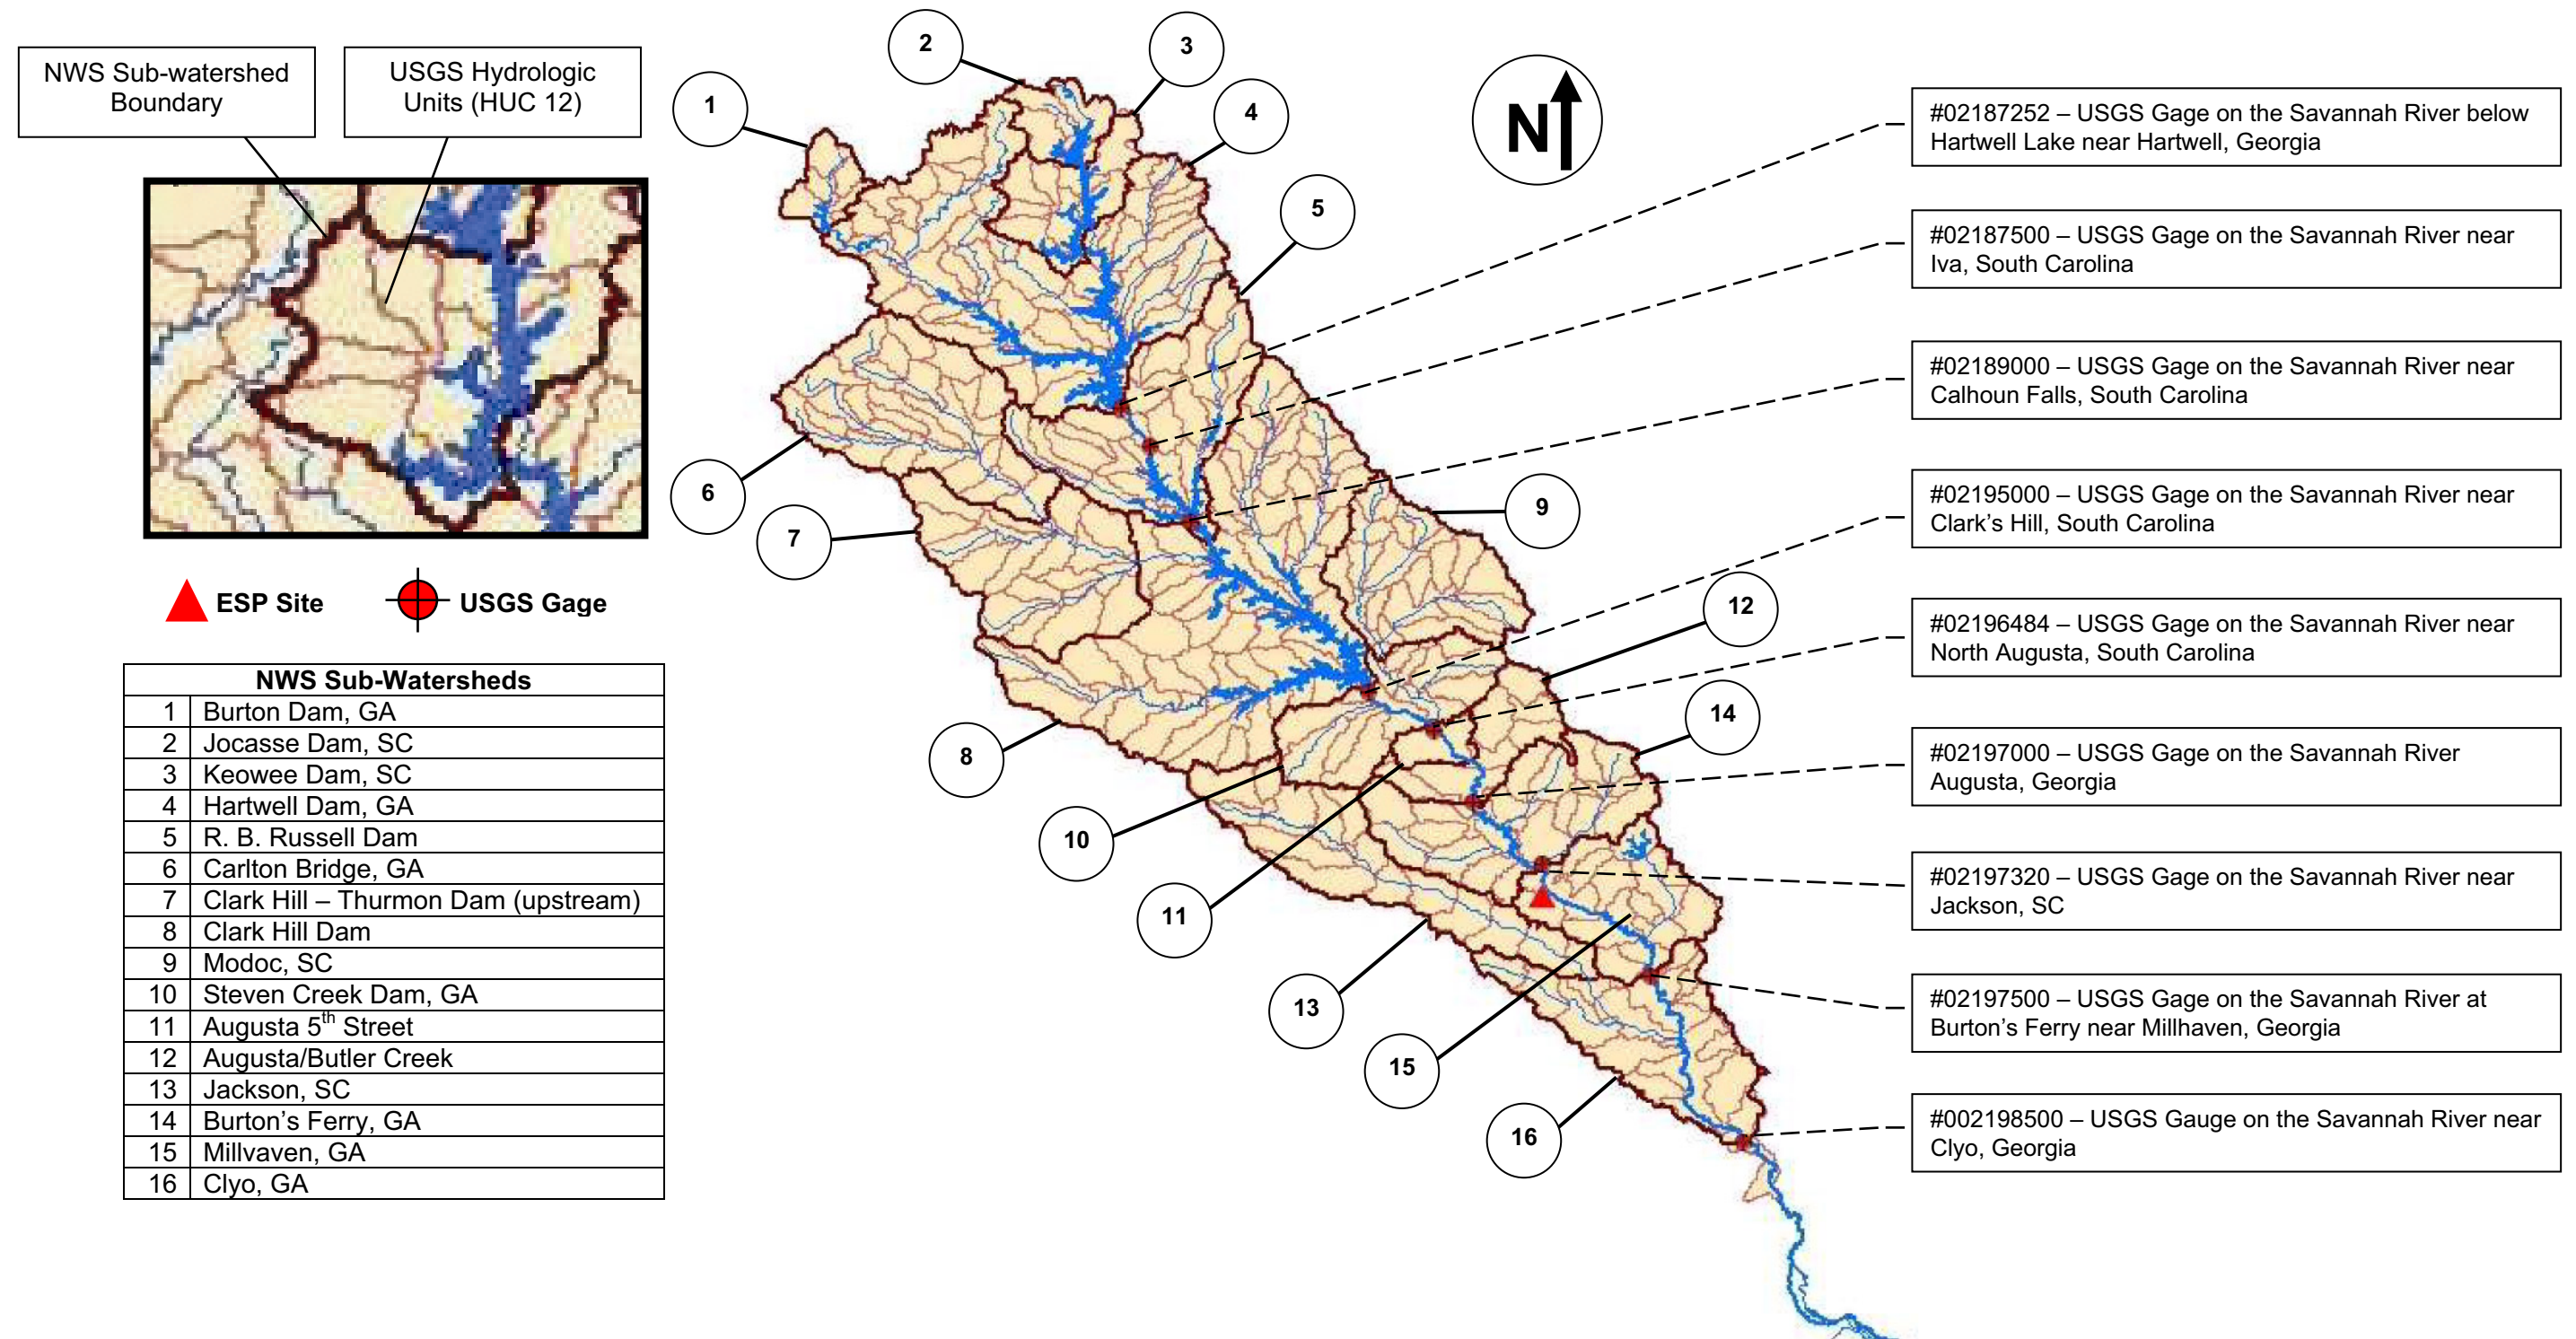 NWS Sub-watershed
Boundary
USGS Hydrologic
Units (HUC 12)
ESP Site
USGS Gage
NWS Sub-Watersheds
1 Burton Dam, GA
2 Jocasse Dam, SC
3 Keowee Dam, SC
4 Hartwell Dam, GA
5 R. B. Russell Dam
6 Carlton Bridge, GA
7 Clark Hill – Thurmon Dam (upstream)
8 Clark Hill Dam
9 Modoc, SC
10 Steven Creek Dam, GA
11 Augusta 5th Street
12 Augusta/Butler Creek
13 Jackson, SC
14 Burton's Ferry, GA
15 Millvaven, GA
16 Clyo, GA
1
2
3
4
5
6
7
8
9
10
11
12
13
14
15
16
N
#02187252 – USGS Gage on the Savannah River below
Hartwell Lake near Hartwell, Georgia
#02187500 – USGS Gage on the Savannah River near
Iva, South Carolina
#02189000 – USGS Gage on the Savannah River near
Calhoun Falls, South Carolina
#02195000 – USGS Gage on the Savannah River near
Clark's Hill, South Carolina
#02196484 – USGS Gage on the Savannah River near
North Augusta, South Carolina
#02197000 – USGS Gage on the Savannah River
Augusta, Georgia
#02197320 – USGS Gage on the Savannah River near
Jackson, SC
#02197500 – USGS Gage on the Savannah River at
Burton's Ferry near Millhaven, Georgia
#002198500 – USGS Gauge on the Savannah River near
Clyo, Georgia